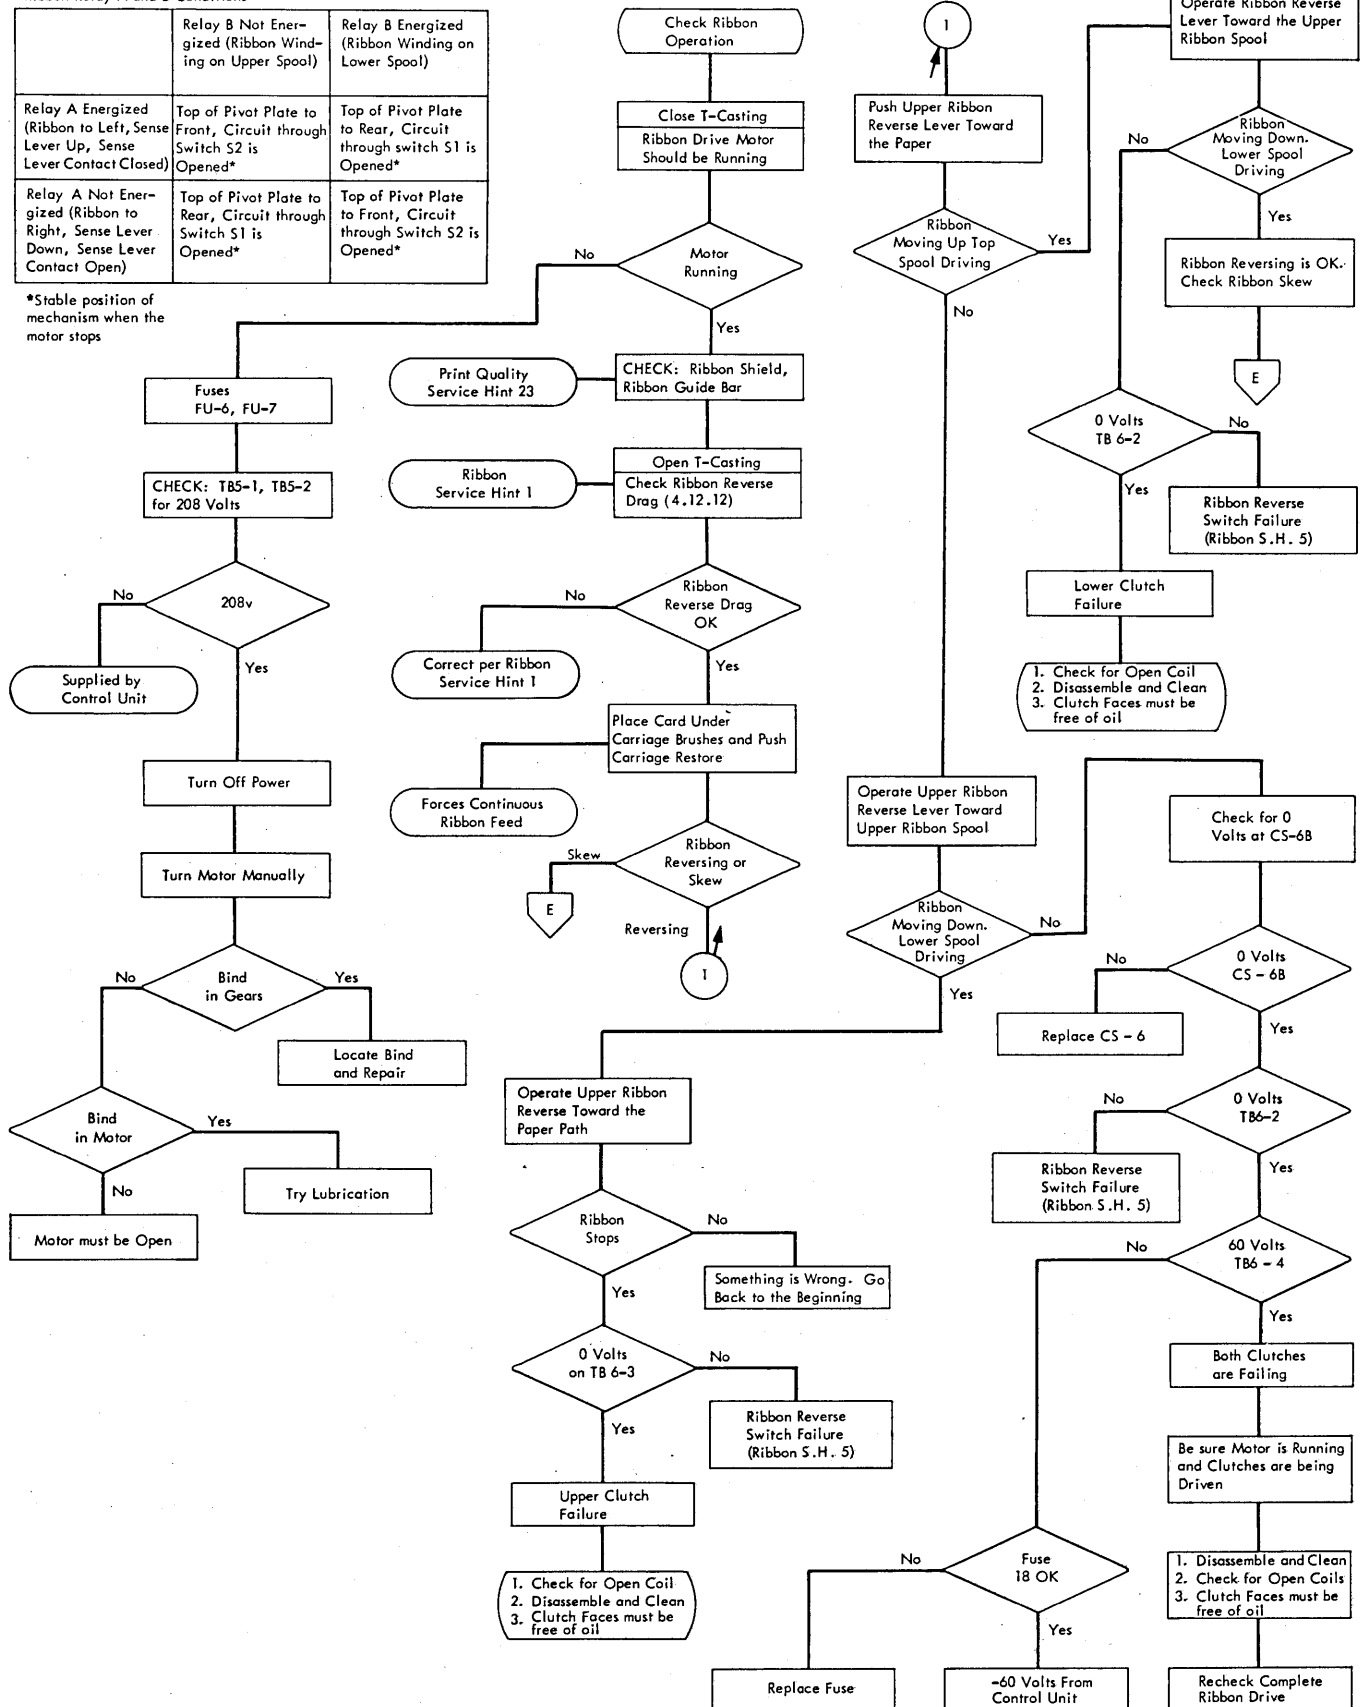 Relay B Not Ener-
gized (Ribbon Wind-
ing on Upper Spool)
Relay B Energized
(Ribbon Winding on
Lower Spool)
Relay A Energized
(Ribbon to Left, Sense
Lever Up, Sense
Lever Contact Closed)
Top of Pivot Plate to
Front, Circuit through
Switch S2 is
Opened*
Top of Pivot Plate
to Rear, Circuit
through switch S1 is
Opened*
Relay A Not Ener-
gized (Ribbon to
Right, Sense Lever
Down, Sense Lever
Contact Open)
Top of Pivot Plate to
Rear, Circuit through
Switch S1 is
Opened*
Top of Pivot Plate
to Front, Circuit
through Switch S2 is
Opened*
*Stable position of
mechanism when the
motor stops
Check Ribbon
Operation
Close T-Casting
Ribbon Drive Motor
Should be Running
Motor
Running
No
Yes
Fuses
FU-6, FU-7
CHECK: TB5-1, TB5-2
for 208 Volts
208v
No
Yes
Supplied by
Control Unit
Turn Off Power
Turn Motor Manually
Bind
in Gears
No
Yes
Locate Bind
and Repair
Bind
in Motor
Yes
No
Try Lubrication
Motor must be Open
Print Quality
Service Hint 23
CHECK: Ribbon Shield,
Ribbon Guide Bar
Ribbon
Service Hint 1
Open T-Casting
Check Ribbon Reverse
Drag (4.12.12)
Ribbon
Reverse Drag
OK
No
Yes
Correct per Ribbon
Service Hint 1
Place Card Under
Carriage Brushes and Push
Carriage Restore
Forces Continuous
Ribbon Feed
Ribbon
Reversing or
Skew
Skew
E
Reversing
1
1
Push Upper Ribbon
Reverse Lever Toward
the Paper
Ribbon
Moving Up Top
Spool Driving
Yes
No
Operate Ribbon Reverse
Lever Toward the Upper
Ribbon Spool
Ribbon
Moving Down.
Lower Spool
Driving
No
Yes
Ribbon Reversing is OK.
Check Ribbon Skew
E
0 Volts
TB 6-2
No
Yes
Ribbon Reverse
Switch Failure
(Ribbon S.H. 5)
Lower Clutch
Failure
1. Check for Open Coil
2. Disassemble and Clean
3. Clutch Faces must be
free of oil
Operate Upper Ribbon
Reverse Lever Toward
Upper Ribbon Spool
Ribbon
Moving Down.
Lower Spool
Driving
No
Yes
Operate Upper Ribbon
Reverse Toward the
Paper Path
Ribbon
Stops
No
Yes
Something is Wrong. Go
Back to the Beginning
0 Volts
on TB 6-3
No
Yes
Ribbon Reverse
Switch Failure
(Ribbon S.H. 5)
Upper Clutch
Failure
1. Check for Open Coil
2. Disassemble and Clean
3. Clutch Faces must be
free of oil
Check for 0
Volts at CS-6B
0 Volts
CS - 6B
No
Yes
Replace CS - 6
0 Volts
TB6-2
No
Yes
Ribbon Reverse
Switch Failure
(Ribbon S.H. 5)
60 Volts
TB6 - 4
No
Yes
Both Clutches
are Failing
Be sure Motor is Running
and Clutches are being
Driven
1. Disassemble and Clean
2. Check for Open Coils
3. Clutch Faces must be
free of oil
Recheck Complete
Ribbon Drive
Fuse
18 OK
No
Yes
Replace Fuse
-60 Volts From
Control Unit